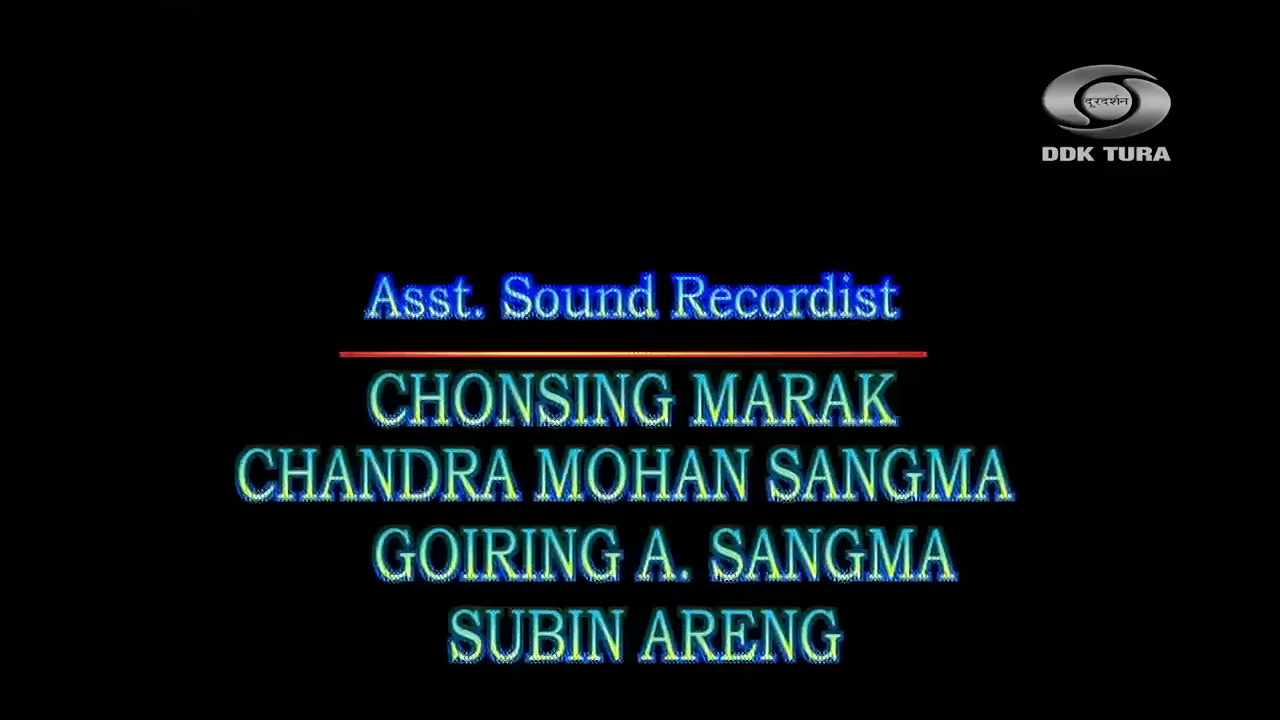 दूरदर्शन
DDK TURA
Asst. Sound Recordist
CHONSING MARAK
CHANDRA MOHAN SANGMA
GOIRING A. SANGMA
SUBIN ARENG